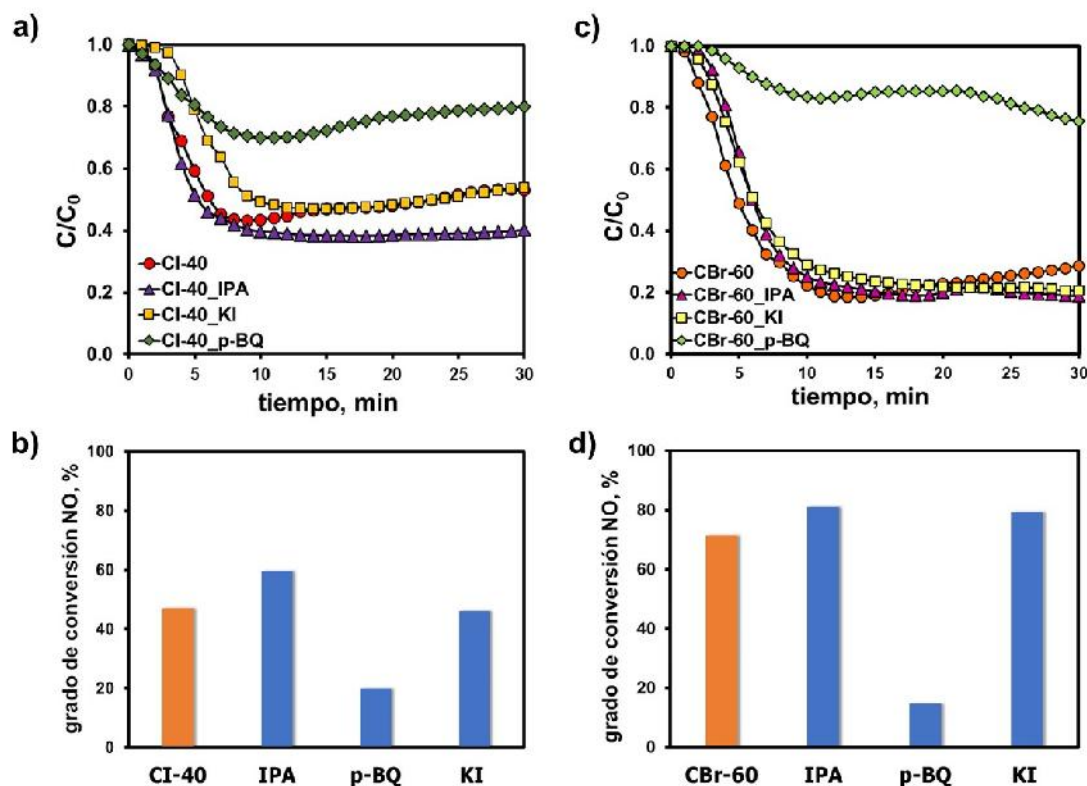 a)
1.0
0.8
0.6
0.4
0.2
0.0
C/C0
CI-40
CI-40_IPA
CI-40_KI
CI-40_p-BQ
0 5 10 15 20 25 30
tiempo, min
c)
1.0
0.8
0.6
0.4
0.2
0.0
C/C0
CBr-60
CBr-60_IPA
CBr-60_KI
CBr-60_p-BQ
0 5 10 15 20 25 30
tiempo, min
b)
100
80
60
40
20
0
grado de conversión NO, %
CI-40 IPA p-BQ KI
d)
100
80
60
40
20
0
grado de conversión NO, %
CBr-60 IPA p-BQ KI